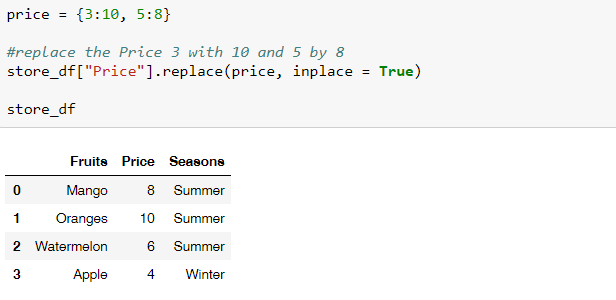 price = {3:10, 5:8}
#replace the Price 3 with 10 and 5 by 8
store_df["Price"].replace(price, inplace = True)
store_df
Fruits Price Seasons
0 Mango 8 Summer
1 Oranges 10 Summer
2 Watermelon 6 Summer
3 Apple 4 Winter